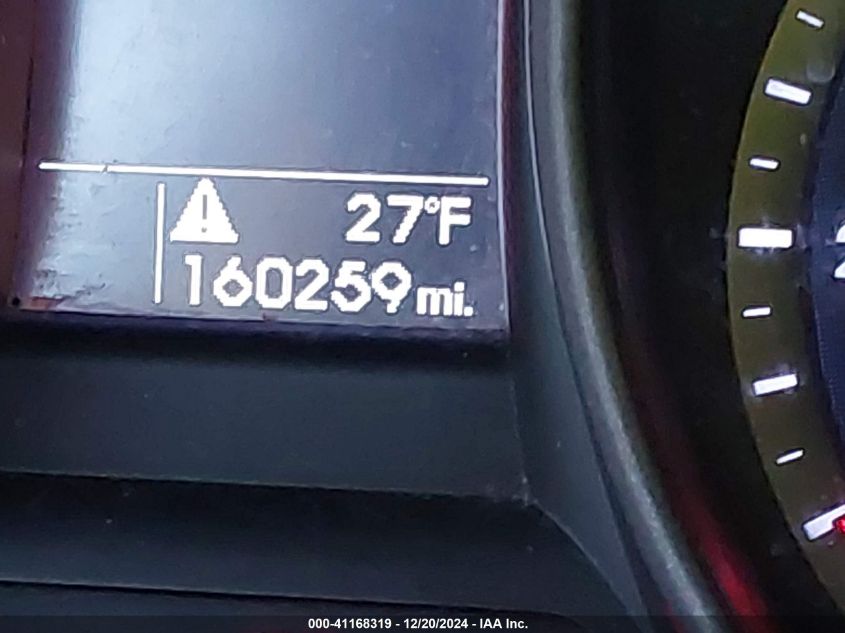 27°F
160259 mi.
000-41168319 - 12/20/2024 - IAA Inc.